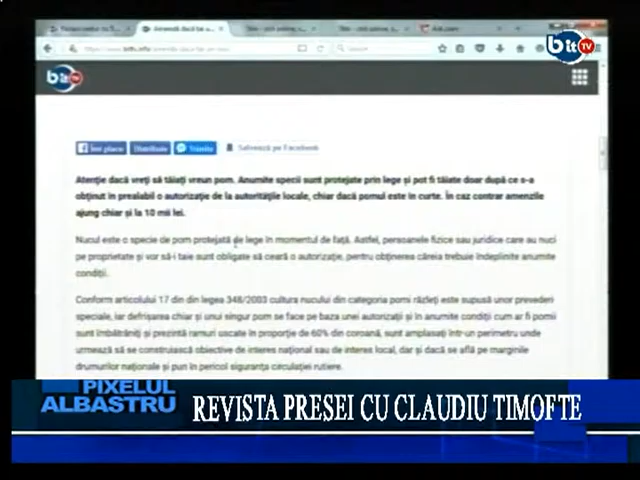 bit TV
Îmi place Distribuie Trimite Salvează pe Facebook
Atenție dacă vreți să tăiați vreun pom. Anumite specii sunt protejate prin lege și pot fi tăiate doar după ce s-a
obținut în prealabil o autorizație de la autoritățile locale, chiar dacă pomul este în curte. În caz contrar amenzile
ajung chiar și la 10 mii lei.
Nucul este o specie de pom protejată de lege în momentul de față. Astfel, persoanele fizice sau juridice care au nuci
pe proprietate și vor să-i taie sunt obligate să ceară o autorizație, pentru obținerea căreia trebuie îndeplinite anumite
condiții.
Conform articolului 17 din din legea 348/2003 cultura nucului din categoria pomi răzleți este supusă unor prevederi
speciale, iar defrișarea chiar și unui singur pom se face pe baza unei autorizații și în anumite condiții cum ar fi pomii
sunt îmbătrâniți și prezintă ramuri uscate în proporție de 60% din coroană, sunt amplasați într-un perimetru unde
urmează să se construiască obiective de interes național sau de interes local, dar și dacă se află pe marginile
drumurilor naționale și pun în pericol siguranța circulației rutiere.
PIXELUL
ALBASTRU
REVISTA PRESEI CU CLAUDIU TIMOFTE